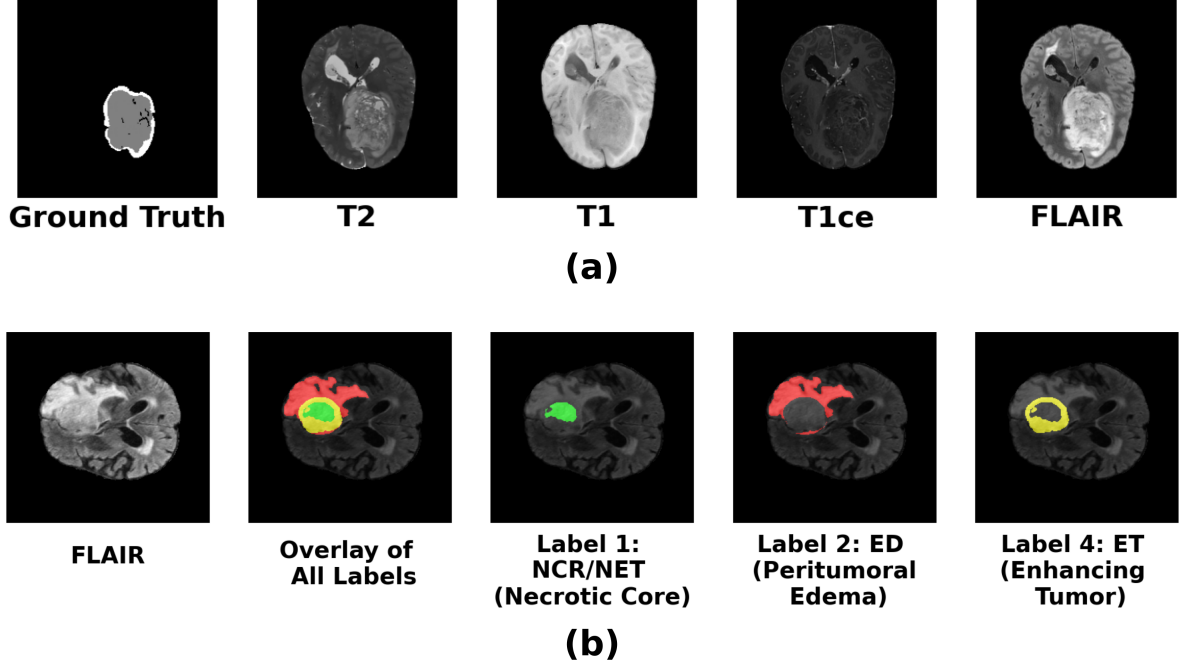 Ground Truth
T2
T1
T1ce
FLAIR
(a)
FLAIR
Overlay of
All Labels
Label 1:
NCR/NET
(Necrotic Core)
Label 2: ED
(Peritumoral
Edema)
Label 4: ET
(Enhancing
Tumor)
(b)